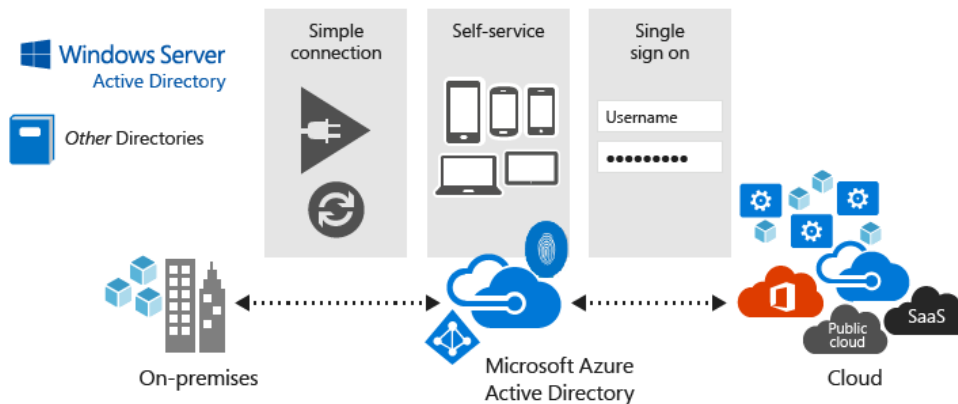 Windows Server
Active Directory
Other Directories
Simple
connection
Self-service
Single
sign on
Username
●●●●●●●●●
On-premises
Microsoft Azure
Active Directory
Public
cloud
SaaS
Cloud